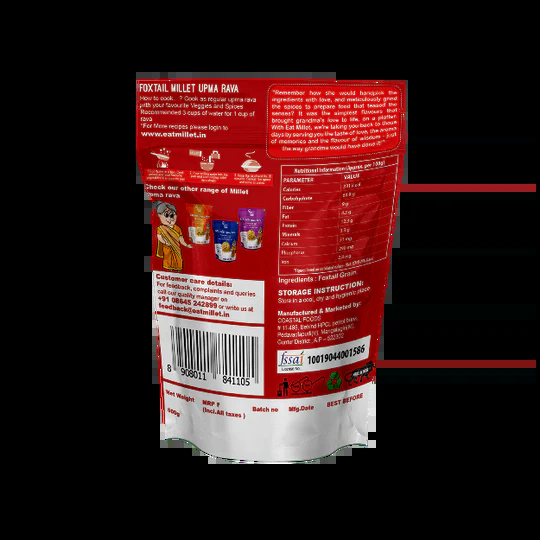 FOXTAIL MILLET UPMA RAVA
How to cook... ? Cook as regular upma rava
with your favourite Veggies and Spices
Recommended 3 cups of water for 1 cup of
rava
*For More recipes please login to
www.eatmillet.in
Check our other range of Millet
upma rava
Customer care details:
For feedback, complaints and queries
call our quality manager on
+91 08645 242899 or write us at
feedback@eatmillet.in
8 908011 841105
Net Weight
500g
MRP ₹
(Incl.All taxes )
Batch no
Mfg.Date
BEST BEFORE
"Remember how she would handpick the
ingredients with love, and meticulously grind
the spices to prepare food that teased the
senses? It was the simplest flavours that
brought grandma's love to life, on a platter.
With Eat Millet, we're taking you back to those
days by serving you the taste of love, the aroma
of memories and the flavour of wisdom - just
the way grandma would have done it!"
Nutritional Information (Approx. per 100g)
PARAMETER VALUE
Calories
Carbohydrate
Fiber
Fat
Protein
Minerals
Calcium
Phosphorus
Iron
Ingredients : Foxtail Grain
STORAGE INSTRUCTION:
Store in a cool, dry and hygienic place
Manufactured & Marketed by:
COASTAL FOODS
fssai
License no.
10019044001586